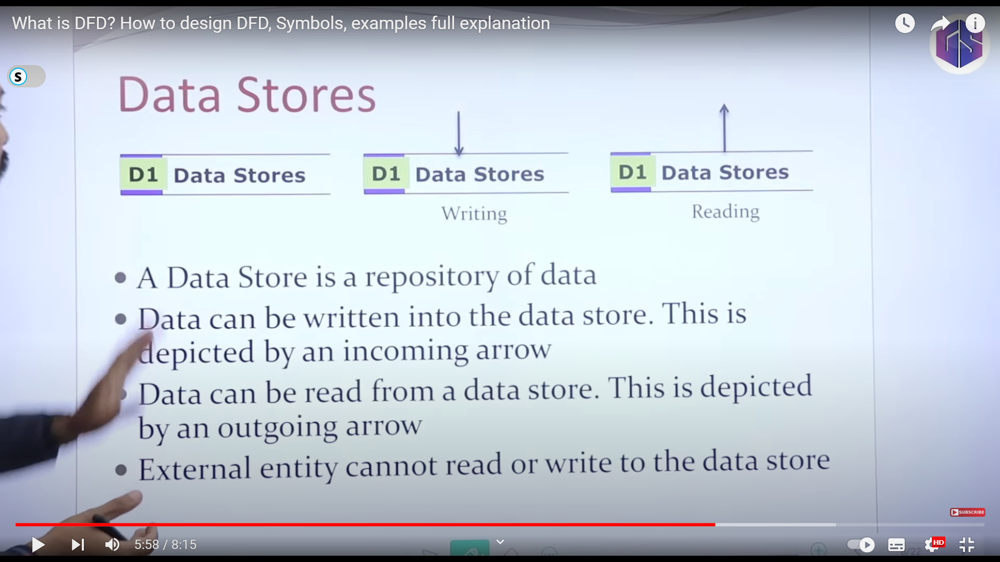 What is DFD? How to design DFD, Symbols, examples full explanation
S
Data Stores
D1 Data Stores
D1 Data Stores
D1 Data Stores
Writing
Reading
A Data Store is a repository of data
Data can be written into the data store. This is
depicted by an incoming arrow
Data can be read from a data store. This is depicted
by an outgoing arrow
External entity cannot read or write to the data store
SUBSCRIBE
5:58 / 8:15
HD